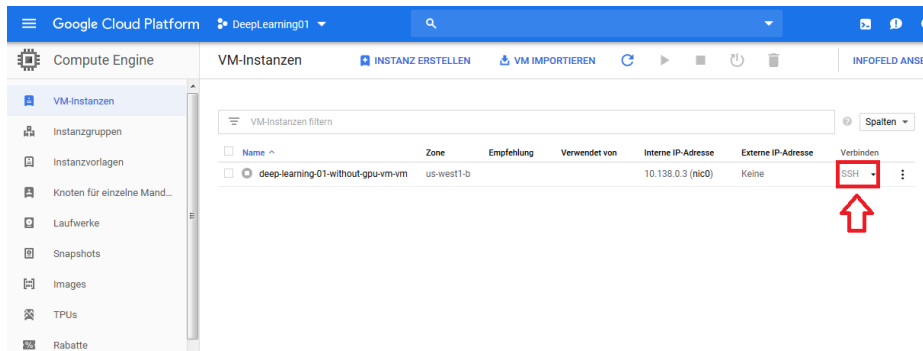 Google Cloud Platform DeepLearning01
Compute Engine VM-Instanzen INSTANZ ERSTELLEN VM IMPORTIEREN INFOFELD ANSE
VM-Instanzen
Instanzgruppen
Instanzvorlagen
Knoten für einzelne Mand...
Laufwerke
Snapshots
Images
TPUs
Rabatte
VM-Instanzen filtern Spalten
Name Zone Empfehlung Verwendet von Interne IP-Adresse Externe IP-Adresse Verbinden
deep-learning-01-without-gpu-vm-vm us-west1-b 10.138.0.3 (nic0) Keine SSH